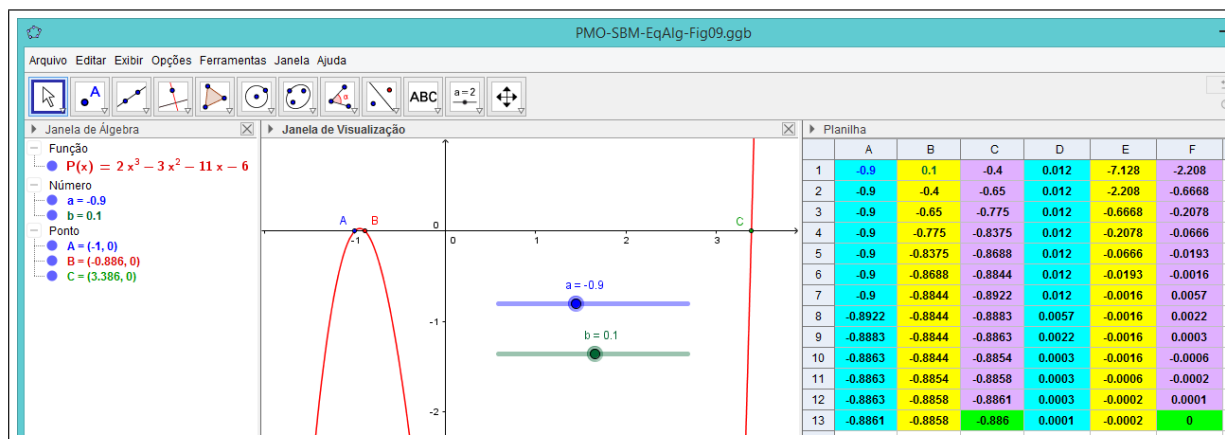 PMO-SBM-EqAlg-Fig09.ggb
Arquivo Editar Exibir Opções Ferramentas Janela Ajuda
A ABC a=2
Janela de Álgebra
Função
P(x) = 2 x³ − 3 x² − 11 x − 6
Número
a = -0.9
b = 0.1
Ponto
A = (-1, 0)
B = (-0.886, 0)
C = (3.386, 0)
Janela de Visualização
A B C
0
-1 0 1 2 3
a = -0.9
-1
b = 0.1
-2
Planilha
A B C D E F
1 -0.9 0.1 -0.4 0.012 -7.128 -2.208
2 -0.9 -0.4 -0.65 0.012 -2.208 -0.6668
3 -0.9 -0.65 -0.775 0.012 -0.6668 -0.2078
4 -0.9 -0.775 -0.8375 0.012 -0.2078 -0.0666
5 -0.9 -0.8375 -0.8688 0.012 -0.0666 -0.0193
6 -0.9 -0.8688 -0.8844 0.012 -0.0193 -0.0016
7 -0.9 -0.8844 -0.8922 0.012 -0.0016 0.0057
8 -0.8922 -0.8844 -0.8883 0.0057 -0.0016 0.0022
9 -0.8883 -0.8844 -0.8863 0.0022 -0.0016 0.0003
10 -0.8863 -0.8844 -0.8854 0.0003 -0.0016 -0.0006
11 -0.8863 -0.8854 -0.8858 0.0003 -0.0006 -0.0002
12 -0.8863 -0.8858 -0.8861 0.0003 -0.0002 0.0001
13 -0.8861 -0.8858 -0.886 0.0001 -0.0002 0